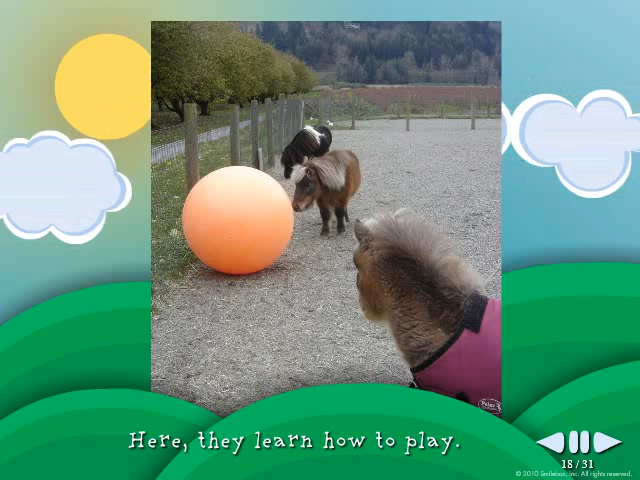 Here, they learn how to play.
18 / 31
© 2010 Smilebox, Inc. All rights reserved.